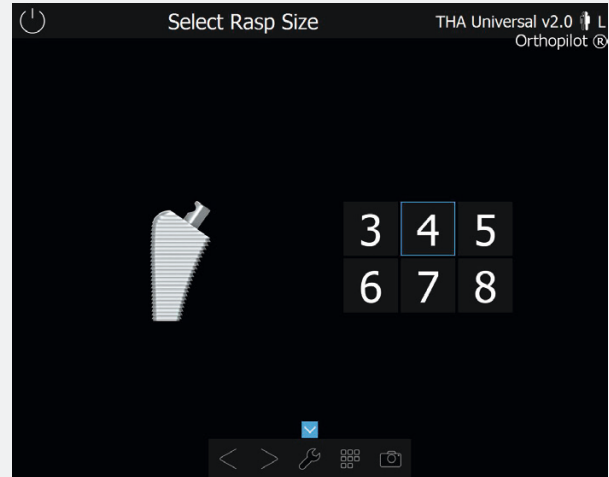 Select Rasp Size
THA Universal v2.0 L
Orthopilot ®
3 4 5
6 7 8